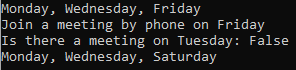 Monday, Wednesday, Friday
Join a meeting by phone on Friday
Is there a meeting on Tuesday: False
Monday, Wednesday, Saturday